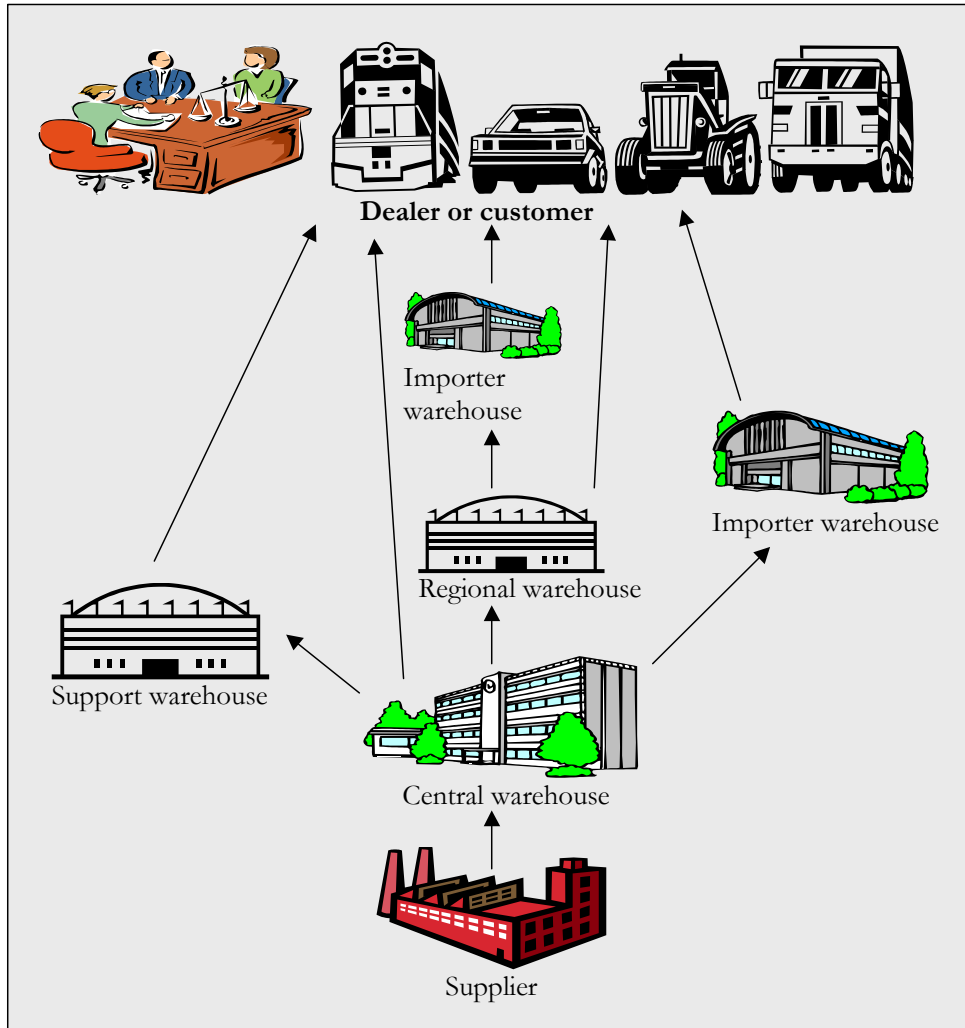 Dealer or customer
Importer
warehouse
Importer warehouse
Regional warehouse
Support warehouse
Central warehouse
Supplier